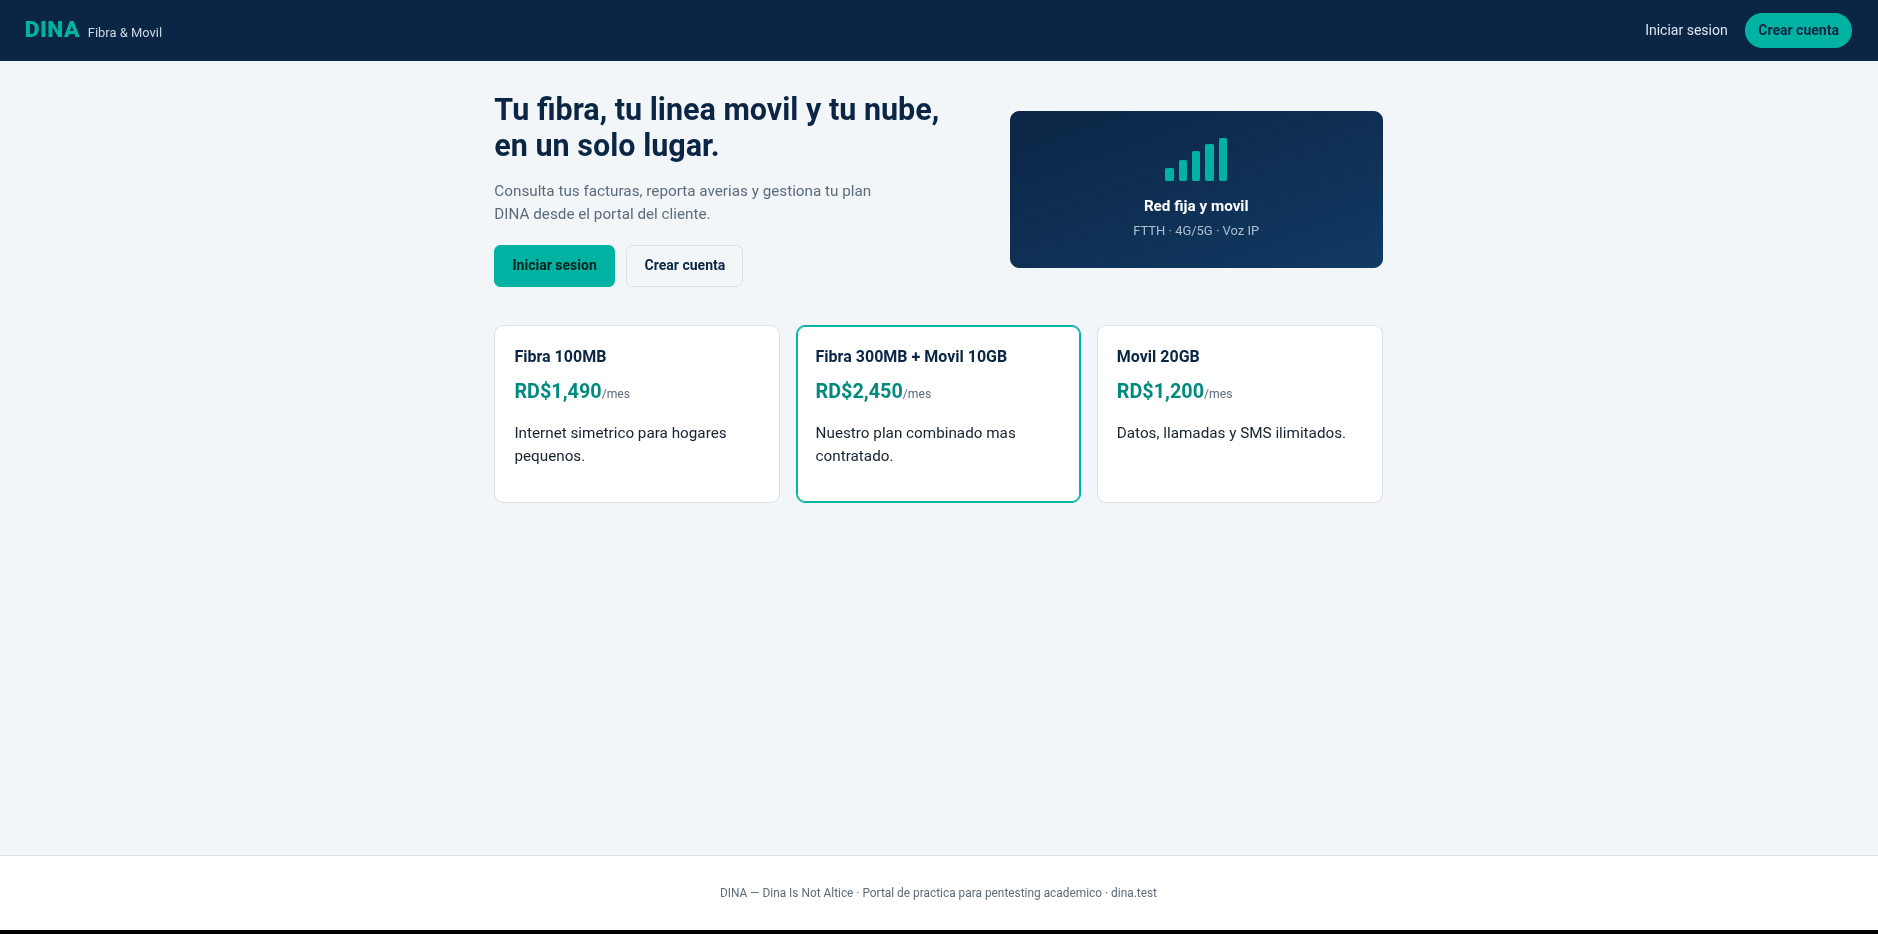 DINA Fibra & Movil
Iniciar sesion
Crear cuenta
Tu fibra, tu linea movil y tu nube,
en un solo lugar.
Consulta tus facturas, reporta averias y gestiona tu plan
DINA desde el portal del cliente.
Iniciar sesion
Crear cuenta
Red fija y movil
FTTH · 4G/5G · Voz IP
Fibra 100MB
RD$1,490/mes
Internet simetrico para hogares
pequenos.
Fibra 300MB + Movil 10GB
RD$2,450/mes
Nuestro plan combinado mas
contratado.
Movil 20GB
RD$1,200/mes
Datos, llamadas y SMS ilimitados.
DINA — Dina Is Not Altice · Portal de practica para pentesting academico · dina.test